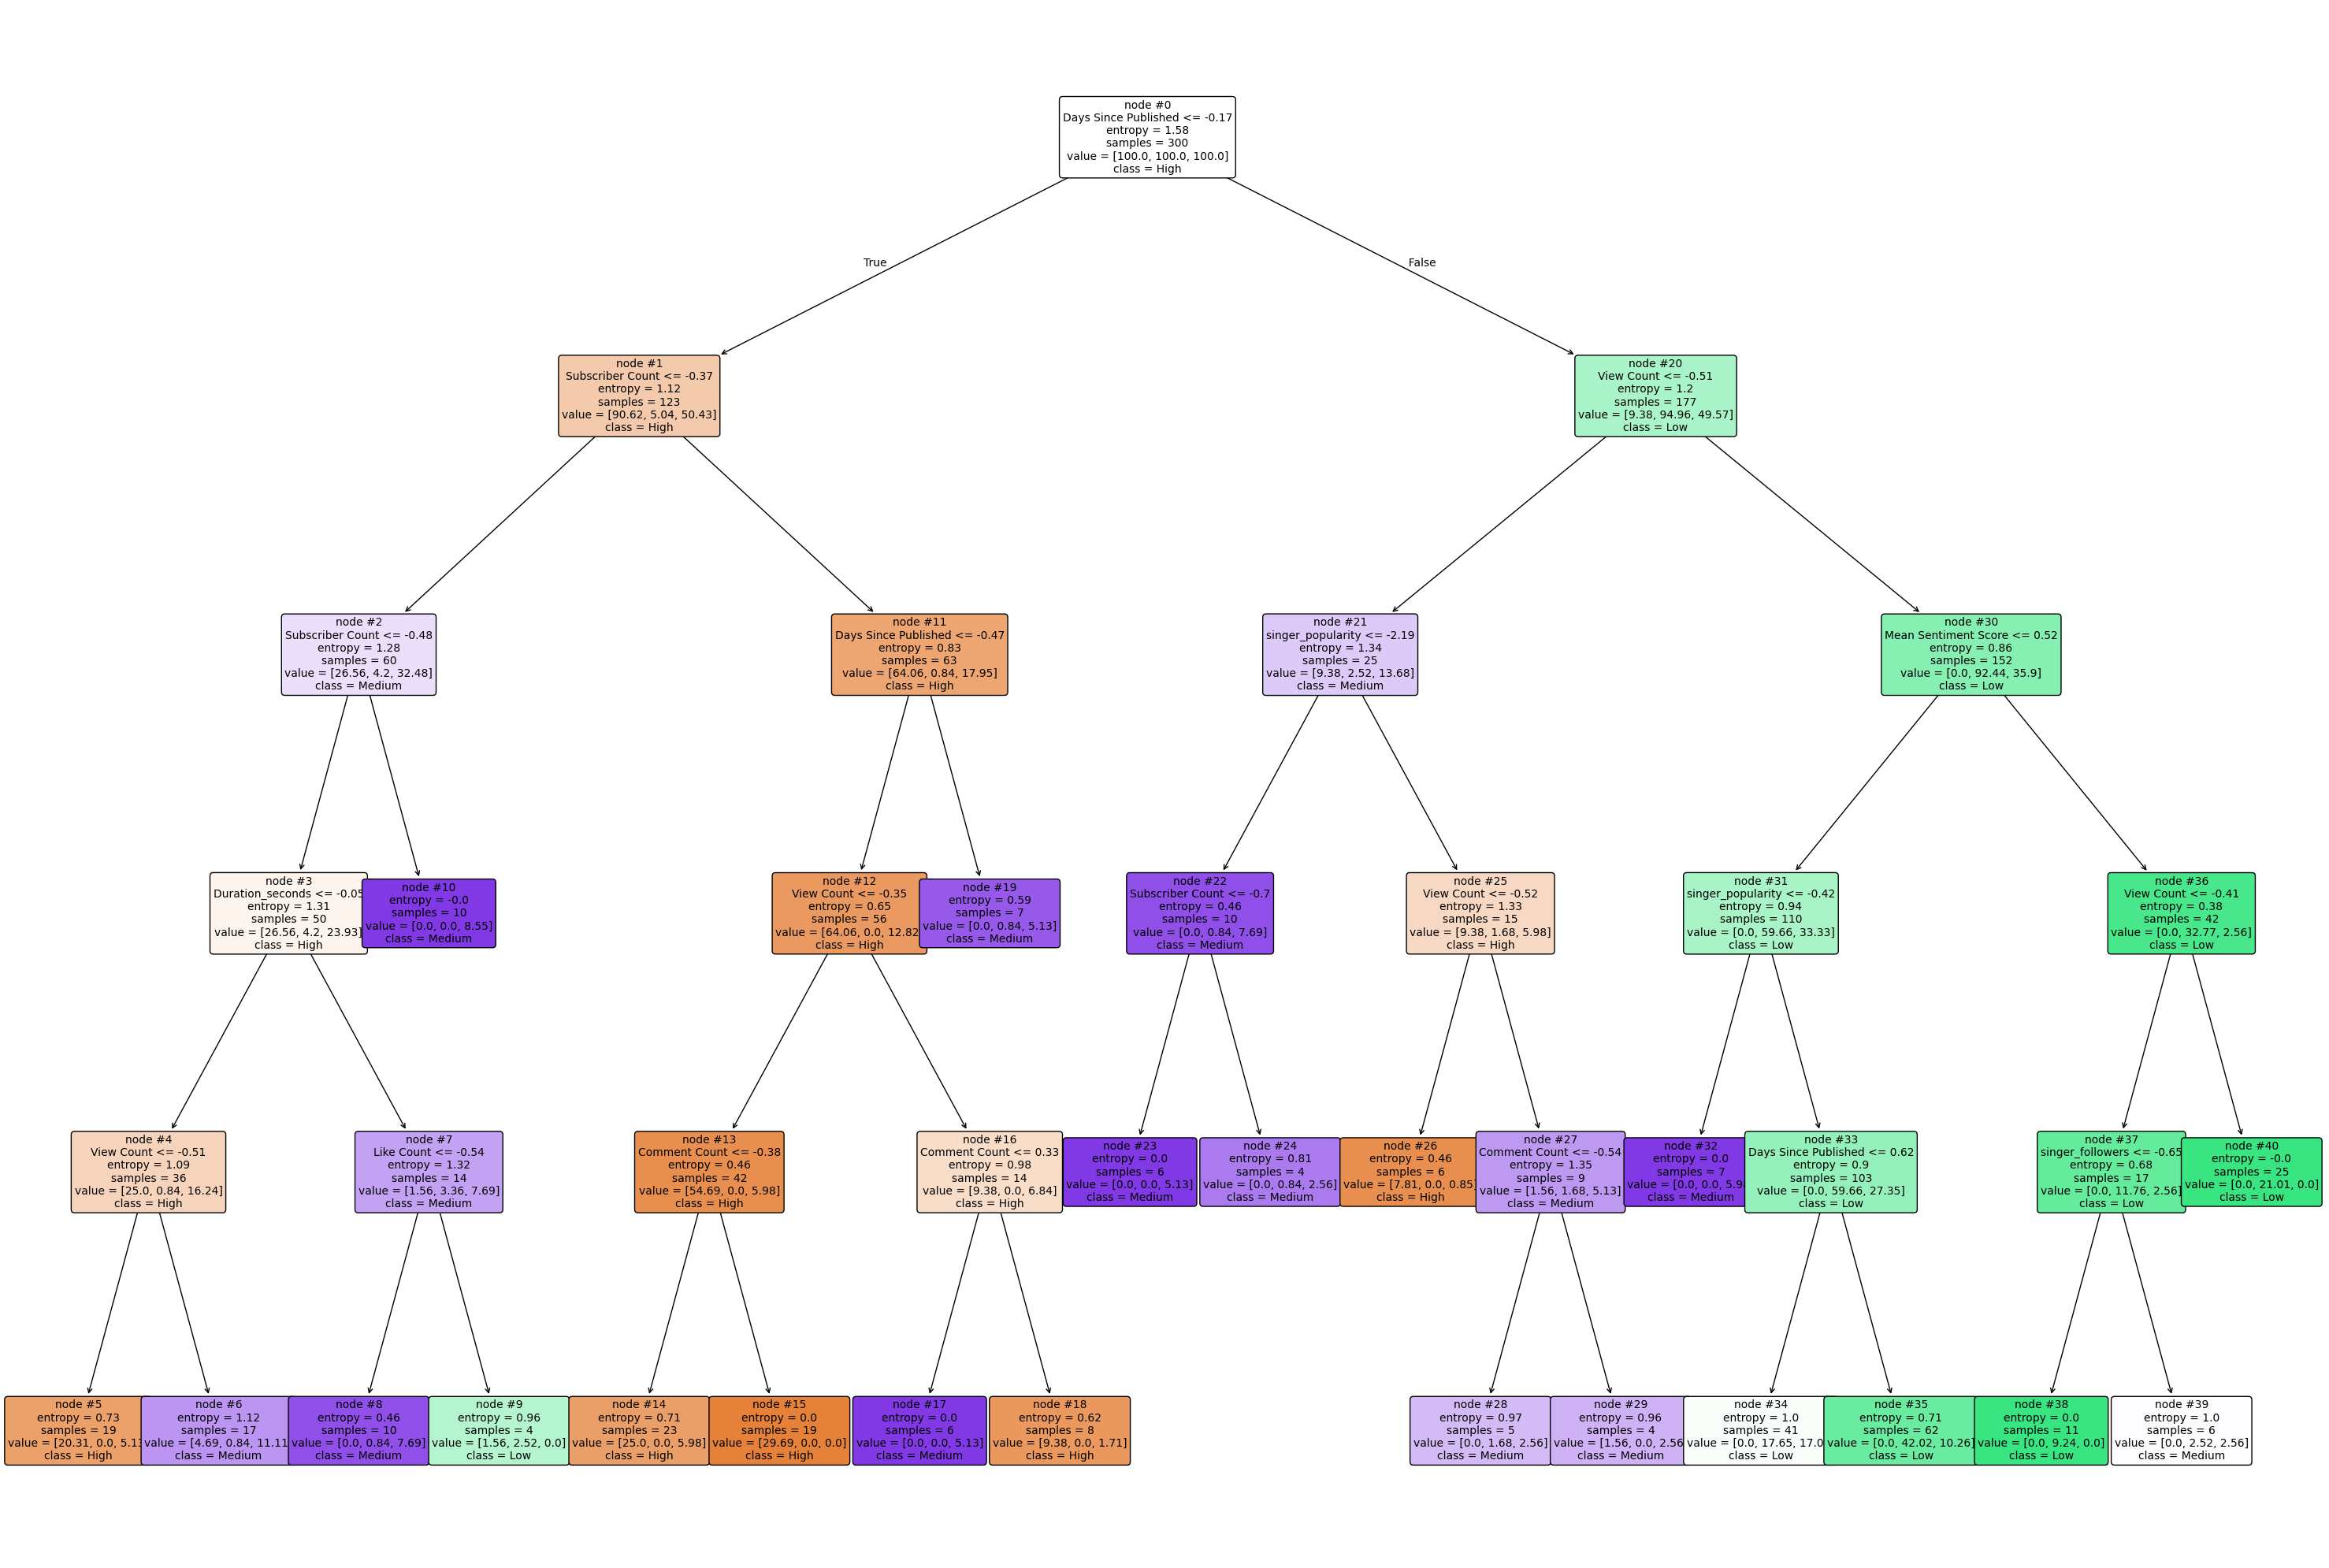 node #0
Days Since Published <= -0.17
entropy = 1.58
samples = 300
value = [100.0, 100.0, 100.0]
class = High
True
False
node #1
Subscriber Count <= -0.37
entropy = 1.12
samples = 123
value = [90.62, 5.04, 50.43]
class = High
node #20
View Count <= -0.51
entropy = 1.2
samples = 177
value = [9.38, 94.96, 49.57]
class = Low
node #2
Subscriber Count <= -0.48
entropy = 1.28
samples = 60
value = [26.56, 4.2, 32.48]
class = Medium
node #11
Days Since Published <= -0.47
entropy = 0.83
samples = 63
value = [64.06, 0.84, 17.95]
class = High
node #21
singer_popularity <= -2.19
entropy = 1.34
samples = 25
value = [9.38, 2.52, 13.68]
class = Medium
node #30
Mean Sentiment Score <= 0.52
entropy = 0.86
samples = 152
value = [0.0, 92.44, 35.9]
class = Low
node #3
Duration_seconds <= -0.05
entropy = 1.31
samples = 50
value = [26.56, 4.2, 23.93]
class = High
node #10
entropy = -0.0
samples = 10
value = [0.0, 0.0, 8.55]
class = Medium
node #12
View Count <= -0.35
entropy = 0.65
samples = 56
value = [64.06, 0.0, 12.82
class = High
node #19
entropy = 0.59
samples = 7
value = [0.0, 0.84, 5.13]
class = Medium
node #22
Subscriber Count <= -0.7
entropy = 0.46
samples = 10
value = [0.0, 0.84, 7.69]
class = Medium
node #25
View Count <= -0.52
entropy = 1.33
samples = 15
value = [9.38, 1.68, 5.98]
class = High
node #31
singer_popularity <= -0.42
entropy = 0.94
samples = 110
value = [0.0, 59.66, 33.33]
class = Low
node #36
View Count <= -0.41
entropy = 0.38
samples = 42
value = [0.0, 32.77, 2.56]
class = Low
node #4
View Count <= -0.51
entropy = 1.09
samples = 36
value = [25.0, 0.84, 16.24]
class = High
node #7
Like Count <= -0.54
entropy = 1.32
samples = 14
value = [1.56, 3.36, 7.69]
class = Medium
node #13
Comment Count <= -0.38
entropy = 0.46
samples = 42
value = [54.69, 0.0, 5.98]
class = High
node #16
Comment Count <= 0.33
entropy = 0.98
samples = 14
value = [9.38, 0.0, 6.84]
class = High
node #23
entropy = 0.0
samples = 6
value = [0.0, 0.0, 5.13]
class = Medium
node #24
entropy = 0.81
samples = 4
value = [0.0, 0.84, 2.56]
class = Medium
node #26
entropy = 0.46
samples = 6
value = [7.81, 0.0, 0.85]
class = High
node #27
Comment Count <= -0.54
entropy = 1.35
samples = 9
value = [1.56, 1.68, 5.13]
class = Medium
node #32
entropy = 0.0
samples = 7
value = [0.0, 0.0, 5.9
class = Medium
node #33
Days Since Published <= 0.62
entropy = 0.9
samples = 103
value = [0.0, 59.66, 27.35]
class = Low
node #37
singer_followers <= -0.65
entropy = 0.68
samples = 17
value = [0.0, 11.76, 2.56]
class = Low
node #40
entropy = -0.0
samples = 25
value = [0.0, 21.01, 0.0]
class = Low
node #5
entropy = 0.73
samples = 19
value = [20.31, 0.0, 5.13
class = High
node #6
entropy = 1.12
samples = 17
value = [4.69, 0.84, 11.11
class = Medium
node #8
entropy = 0.46
samples = 10
value = [0.0, 0.84, 7.69]
class = Medium
node #9
entropy = 0.96
samples = 4
value = [1.56, 2.52, 0.0]
class = Low
node #14
entropy = 0.71
samples = 23
value = [25.0, 0.0, 5.98]
class = High
node #15
entropy = 0.0
samples = 19
value = [29.69, 0.0, 0.0]
class = High
node #17
entropy = 0.0
samples = 6
value = [0.0, 0.0, 5.13]
class = Medium
node #18
entropy = 0.62
samples = 8
value = [9.38, 0.0, 1.71]
class = High
node #28
entropy = 0.97
samples = 5
value = [0.0, 1.68, 2.56]
class = Medium
node #29
entropy = 0.96
samples = 4
value = [1.56, 0.0, 2.56
class = Medium
node #34
entropy = 1.0
samples = 41
value = [0.0, 17.65, 17.0
class = Low
node #35
entropy = 0.71
samples = 62
value = [0.0, 42.02, 10.26]
class = Low
node #38
entropy = 0.0
samples = 11
value = [0.0, 9.24, 0.0]
class = Low
node #39
entropy = 1.0
samples = 6
value = [0.0, 2.52, 2.56]
class = Medium